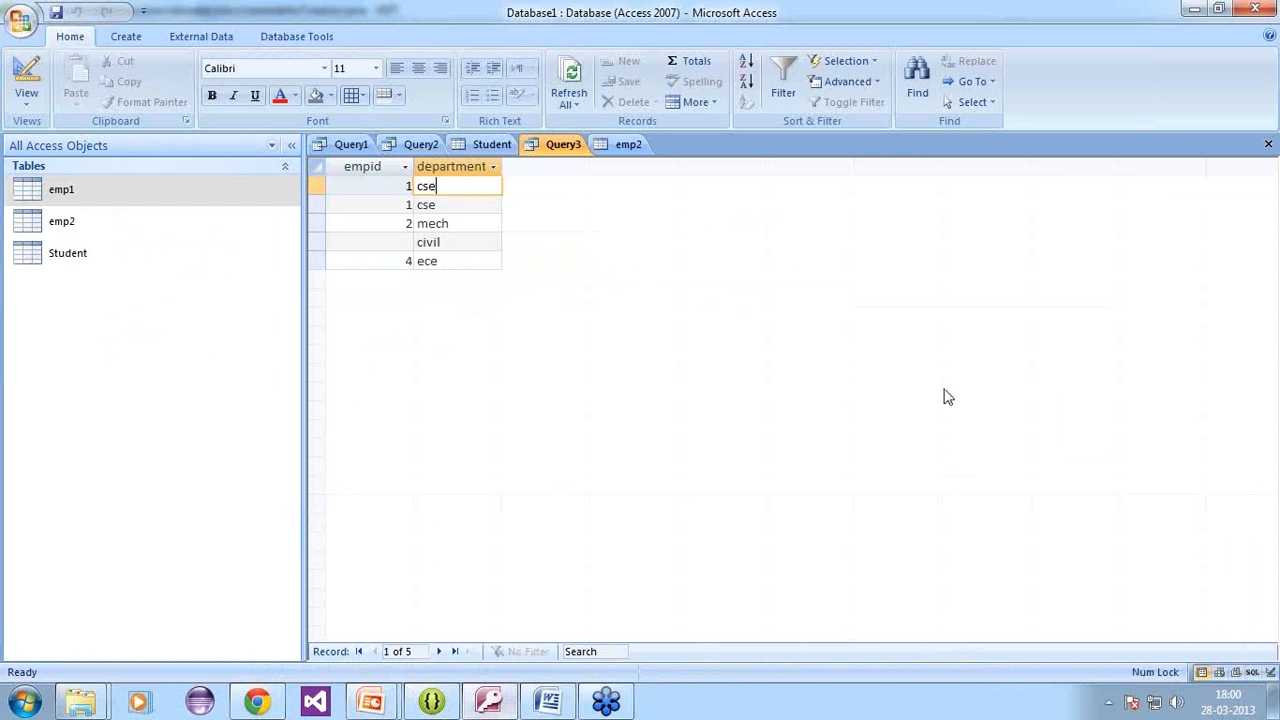 Database1 : Database (Access 2007) - Microsoft Access
Home Create External Data Database Tools
View
Views
Paste
Cut
Copy
Format Painter
Clipboard
Calibri 11
B I U A
Font
Rich Text
Refresh All
New
Save
Delete
Σ Totals
Spelling
More
Records
Filter
Selection
Advanced
Toggle Filter
Sort & Filter
Find
Replace
Go To
Select
Find
All Access Objects
Tables
emp1
emp2
Student
Query1 Query2 Student Query3 emp2
empid department
1 cse
1 cse
2 mech
civil
4 ece
Record: 1 of 5 No Filter Search
Ready
Num Lock
SQL
18:00
28-03-2013